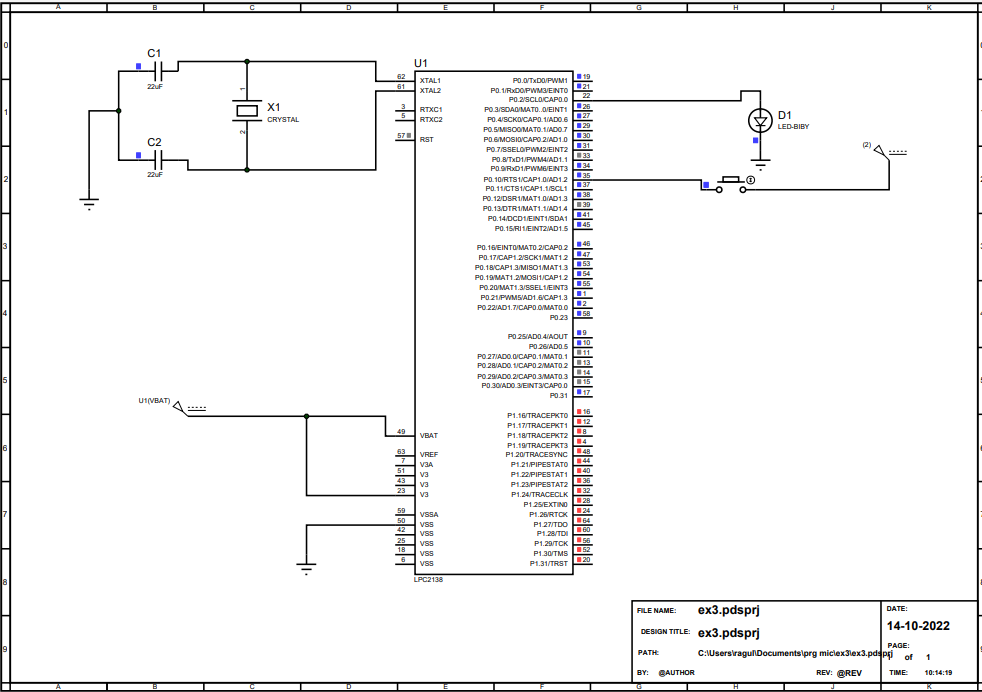 A B C D E F G H J K
0
1
2
3
4
5
6
7
8
9
C1
22uF
C2
22uF
X1
CRYSTAL
1
2
U1
62 XTAL1
61 XTAL2
3 RTXC1
5 RTXC2
57 RST
P0.0/TxD0/PWM1 19
P0.1/RxD0/PWM3/EINT0 21
P0.2/SCL0/CAP0.0 22
P0.3/SDA0/MAT0..0/EINT1 26
P0.4/SCK0/CAP0.1/AD0.6 27
P0.5/MISO0/MAT0.1/AD0.7 29
P0.6/MOSI0/CAP0.2/AD1.0 30
P0.7/SSEL0/PWM2/EINT2 31
P0.8/TxD1/PWM4/AD1.1 33
P0.9/RxD1/PWM6/EINT3 34
P0.10/RTS1/CAP1.0/AD1.2 35
P0.11/CTS1/CAP1.1/SCL1 37
P0.12/DSR1/MAT1.0/AD1.3 38
P0.13/DTR1/MAT1.1/AD1.4 39
P0.14/DCD1/EINT1/SDA1 41
P0.15/RI1/EINT2/AD1.5 45
P0.16/EINT0/MAT0.2/CAP0.2 46
P0.17/CAP1.2/SCK1/MAT1.2 47
P0.18/CAP1.3/MISO1/MAT1.3 53
P0.19/MAT1.2/MOSI1/CAP1.2 54
P0.20/MAT1.3/SSEL1/EINT3 55
P0.21/PWM5/AD1.6/CAP1.3 1
P0.22/AD1.7/CAP0.0/MAT0.0 2
P0.23 58
P0.25/AD0.4/AOUT 9
P0.26/AD0.5 10
P0.27/AD0.0/CAP0.1/MAT0.1 11
P0.28/AD0.1/CAP0.2/MAT0.2 13
P0.29/AD0.2/CAP0.3/MAT0.3 14
P0.30/AD0.3/EINT3/CAP0.0 15
P0.31 17
P1.16/TRACEPKT0 16
P1.17/TRACEPKT1 12
P1.18/TRACEPKT2 8
P1.19/TRACEPKT3 4
P1.20/TRACESYNC 48
P1.21/PIPESTAT0 44
P1.22/PIPESTAT1 40
P1.23/PIPESTAT2 36
P1.24/TRACECLK 32
P1.25/EXTIN0 28
P1.26/RTCK 24
P1.27/TDO 64
P1.28/TDI 60
P1.29/TCK 56
P1.30/TMS 52
P1.31/TRST 20
D1
LED-BIBY
(2)
U1(VBAT)
49 VBAT
63 VREF
7 V3A
51 V3
43 V3
23 V3
59 VSSA
50 VSS
42 VSS
25 VSS
18 VSS
6 VSS
LPC2138
FILE NAME: ex3.pdsprj
DESIGN TITLE: ex3.pdsprj
PATH: C:\Users\ragul\Documents\prg mic\ex3\ex3.pdsprj
BY: @AUTHOR REV: @REV
DATE:
14-10-2022
PAGE:
1 of 1
TIME: 10:14:19
A B C D E F G H J K